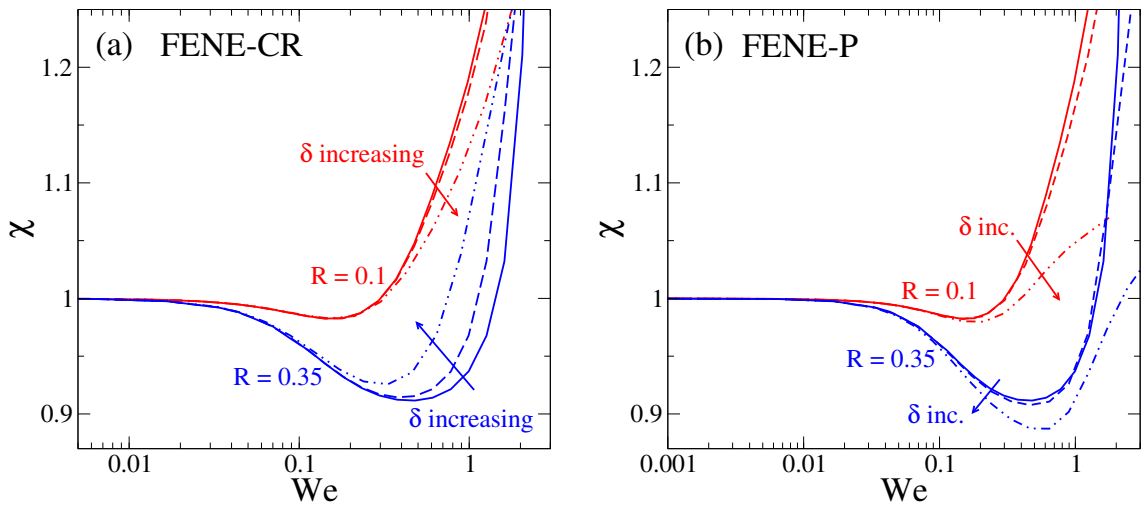 (a) FENE-CR
1.2
1.1
1
0.9
χ
δ increasing
R = 0.1
R = 0.35
δ increasing
0.01 0.1 1
We
(b) FENE-P
1.2
1.1
1
0.9
χ
δ inc.
R = 0.1
R = 0.35
δ inc.
0.001 0.01 0.1 1
We